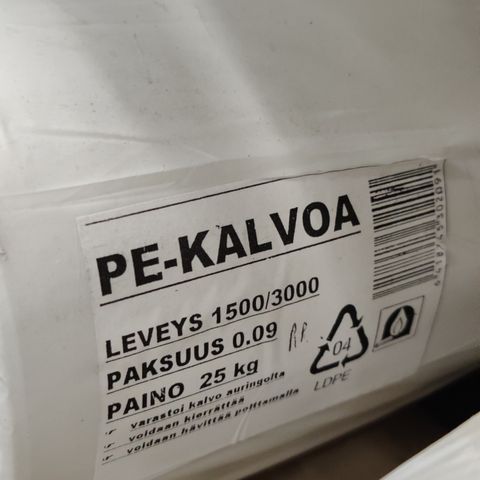 PE-KALVOA
LEVEYS 1500/3000
PAKSUUS 0.09
PAINO 25 kg
varastoi kalvo auringolta
voidaan kierrättää
voidaan hävittää polttamalla
04
LDPE